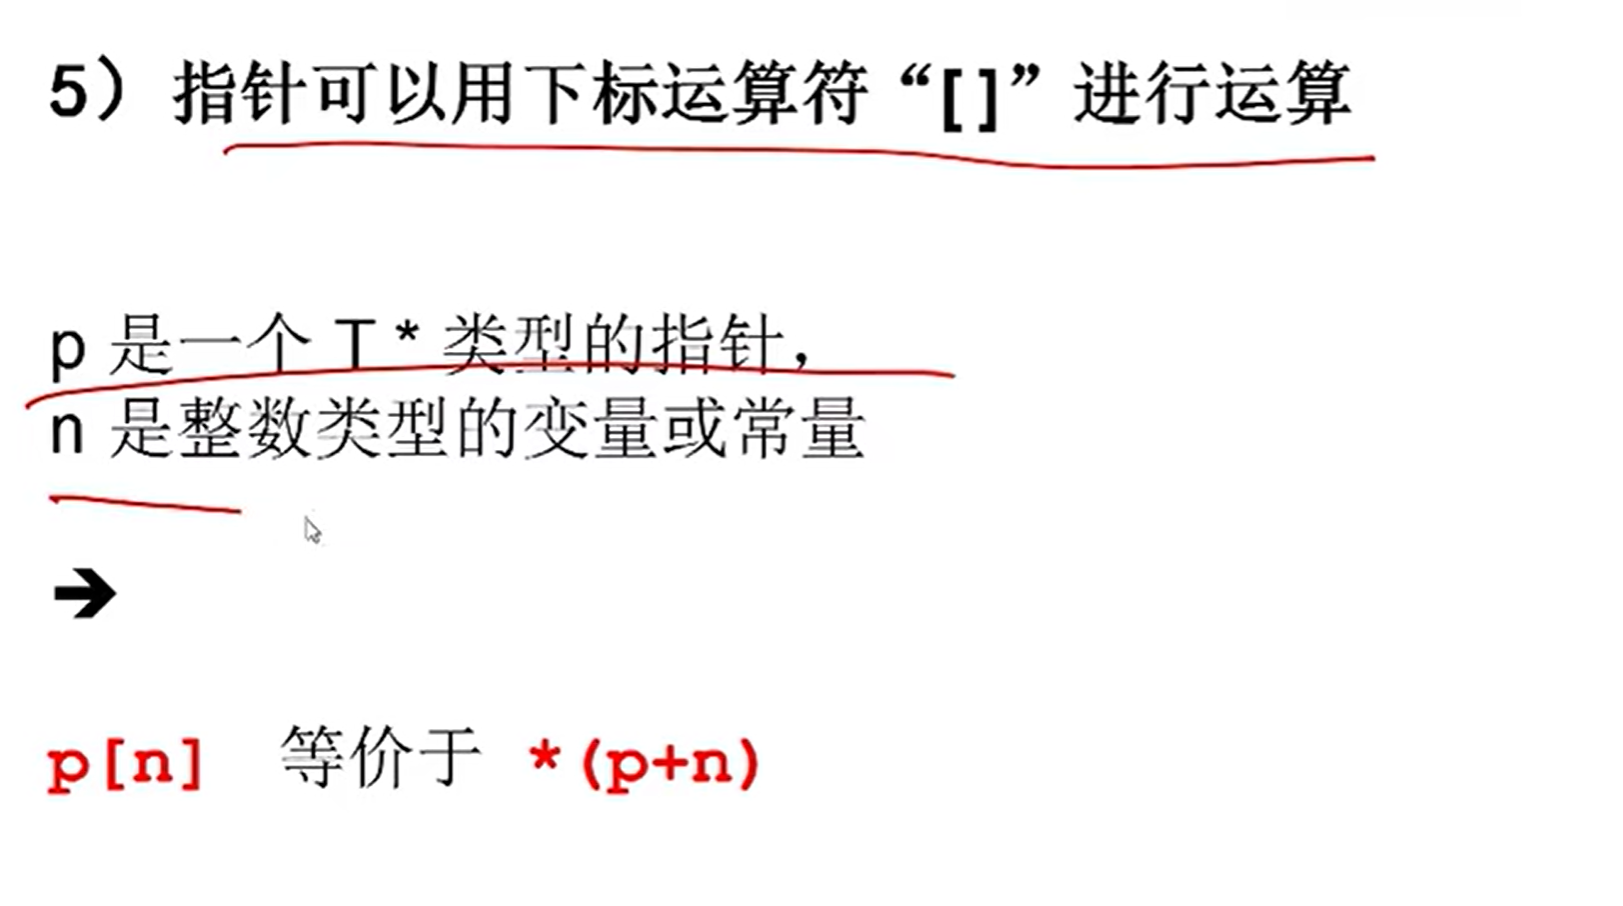 5）指针可以用下标运算符“[]”进行运算
p 是一个 T * 类型的指针，
n 是整数类型的变量或常量
➔
p[n] 等价于 *(p+n)